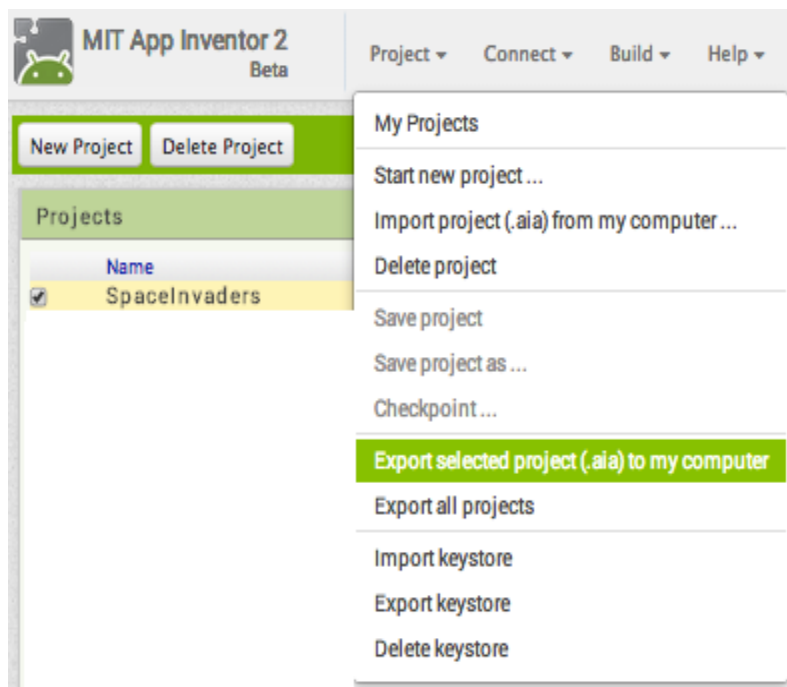 MIT App Inventor 2
Beta
Project Connect Build Help
New Project Delete Project
Projects
Name
SpaceInvaders
My Projects
Start new project ...
Import project (.aia) from my computer ...
Delete project
Save project
Save project as ...
Checkpoint ...
Export selected project (.aia) to my computer
Export all projects
Import keystore
Export keystore
Delete keystore